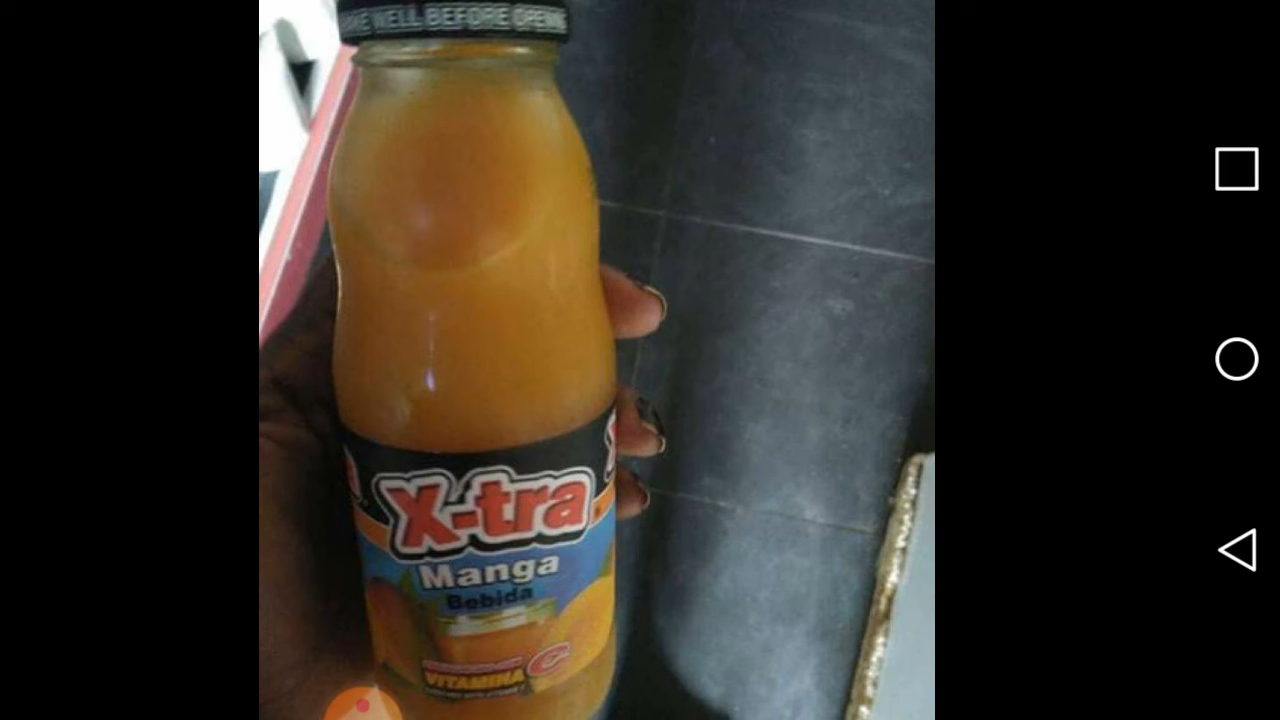 WELL BEFORE OPENING
X-tra
Manga
Bebida
VITAMINA
C